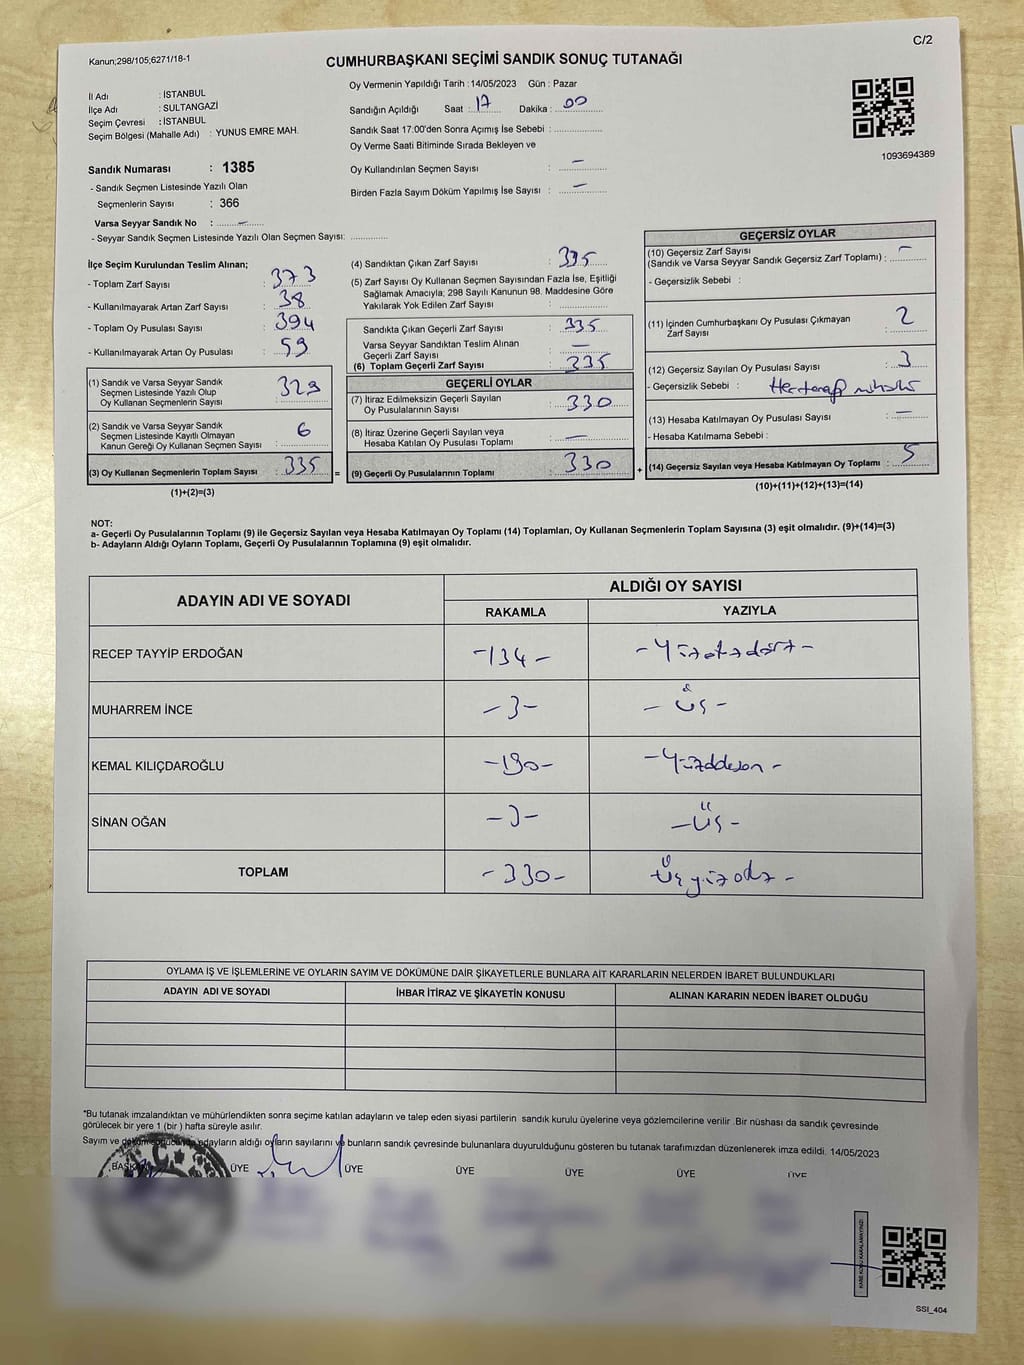 C/2
Kanun;298/105;6271/18-1
CUMHURBAŞKANI SEÇİMİ SANDIK SONUÇ TUTANAĞI
İl Adı : İSTANBUL
İlçe Adı : SULTANGAZİ
Seçim Çevresi : İSTANBUL
Seçim Bölgesi (Mahalle Adı) : YUNUS EMRE MAH.
Sandık Numarası : 1385
- Sandık Seçmen Listesinde Yazılı Olan
Seçmenlerin Sayısı : 366
Varsa Seyyar Sandık No : –
- Seyyar Sandık Seçmen Listesinde Yazılı Olan Seçmen Sayısı:
Oy Vermenin Yapıldığı Tarih :14/05/2023 Gün : Pazar
Sandığın Açıldığı Saat : 17 Dakika : 00
Sandık Saat 17:00'den Sonra Açımış İse Sebebi :
Oy Verme Saati Bitiminde Sırada Bekleyen ve
Oy Kullandırılan Seçmen Sayısı : –
Birden Fazla Sayım Döküm Yapılmış İse Sayısı : –
1093694389
İlçe Seçim Kurulundan Teslim Alınan;
- Toplam Zarf Sayısı : 373
- Kullanılmayarak Artan Zarf Sayısı : 38
- Toplam Oy Pusulası Sayısı : 394
- Kullanılmayarak Artan Oy Pusulası : 59
(1) Sandık ve Varsa Seyyar Sandık
Seçmen Listesinde Yazılı Olup
Oy Kullanan Seçmenlerin Sayısı : 329
(2) Sandık ve Varsa Seyyar Sandık
Seçmen Listesinde Kayıtlı Olmayan
Kanun Gereği Oy Kullanan Seçmen Sayısı : 6
(3) Oy Kullanan Seçmenlerin Toplam Sayısı : 335 =
(1)+(2)=(3)
(4) Sandıktan Çıkan Zarf Sayısı : 335
(5) Zarf Sayısı Oy Kullanan Seçmen Sayısından Fazla İse, Eşitliği
Sağlamak Amacıyla; 298 Sayılı Kanunun 98. Maddesine Göre
Yakılarak Yok Edilen Zarf Sayısı :
Sandıkta Çıkan Geçerli Zarf Sayısı : 335
Varsa Seyyar Sandıktan Teslim Alınan
Geçerli Zarf Sayısı : –
(6) Toplam Geçerli Zarf Sayısı : 335
GEÇERLİ OYLAR
(7) İtiraz Edilmeksizin Geçerli Sayılan
Oy Pusulalarının Sayısı : 330
(8) İtiraz Üzerine Geçerli Sayılan veya
Hesaba Katılan Oy Pusulası Toplamı : –
(9) Geçerli Oy Pusulalarının Toplamı : 330 +
GEÇERSİZ OYLAR
(10) Geçersiz Zarf Sayısı
(Sandık ve Varsa Seyyar Sandık Geçersiz Zarf Toplamı) : –
- Geçersizlik Sebebi :
(11) İçinden Cumhurbaşkanı Oy Pusulası Çıkmayan
Zarf Sayısı : 2
(12) Geçersiz Sayılan Oy Pusulası Sayısı : 3
- Geçersizlik Sebebi :
(13) Hesaba Katılmayan Oy Pusulası Sayısı : –
- Hesaba Katılmama Sebebi :
(14) Geçersiz Sayılan veya Hesaba Katılmayan Oy Toplamı : 5
(10)+(11)+(12)+(13)=(14)
NOT:
a- Geçerli Oy Pusulalarının Toplamı (9) ile Geçersiz Sayılan veya Hesaba Katılmayan Oy Toplamı (14) Toplamları, Oy Kullanan Seçmenlerin Toplam Sayısına (3) eşit olmalıdır. (9)+(14)=(3)
b- Adayların Aldığı Oyların Toplamı, Geçerli Oy Pusulalarının Toplamına (9) eşit olmalıdır.
ADAYIN ADI VE SOYADI ALDIĞI OY SAYISI
RAKAMLA YAZIYLA
RECEP TAYYİP ERDOĞAN -134- -Yüzotuzdört-
MUHARREM İNCE -3- -Üç-
KEMAL KILIÇDAROĞLU -190- -Yüzdoksan-
SİNAN OĞAN -3- -Üç-
TOPLAM -330- Üçyüzotuz-
OYLAMA İŞ VE İŞLEMLERİNE VE OYLARIN SAYIM VE DÖKÜMÜNE DAİR ŞİKAYETLERLE BUNLARA AİT KARARLARIN NELERDEN İBARET BULUNDUKLARI
ADAYIN ADI VE SOYADI İHBAR İTİRAZ VE ŞİKAYETİN KONUSU ALINAN KARARIN NEDEN İBARET OLDUĞU
*Bu tutanak imzalandıktan ve mühürlendikten sonra seçime katılan adayların ve talep eden siyasi partilerin sandık kurulu üyelerine veya gözlemcilerine verilir .Bir nüshası da sandık çevresinde
görülecek bir yere 1 (bir ) hafta süreyle asılır.
Sayım ve döküm sonucunda adayların aldığı oyların sayılarını ve bunların sandık çevresinde bulunanlara duyurulduğunu gösteren bu tutanak tarafımızdan düzenlenerek imza edildi. 14/05/2023
BAŞKAN ÜYE ÜYE ÜYE ÜYE ÜYE ÜYE
KARE KODU KARALAMAYINIZ!
SSI_404